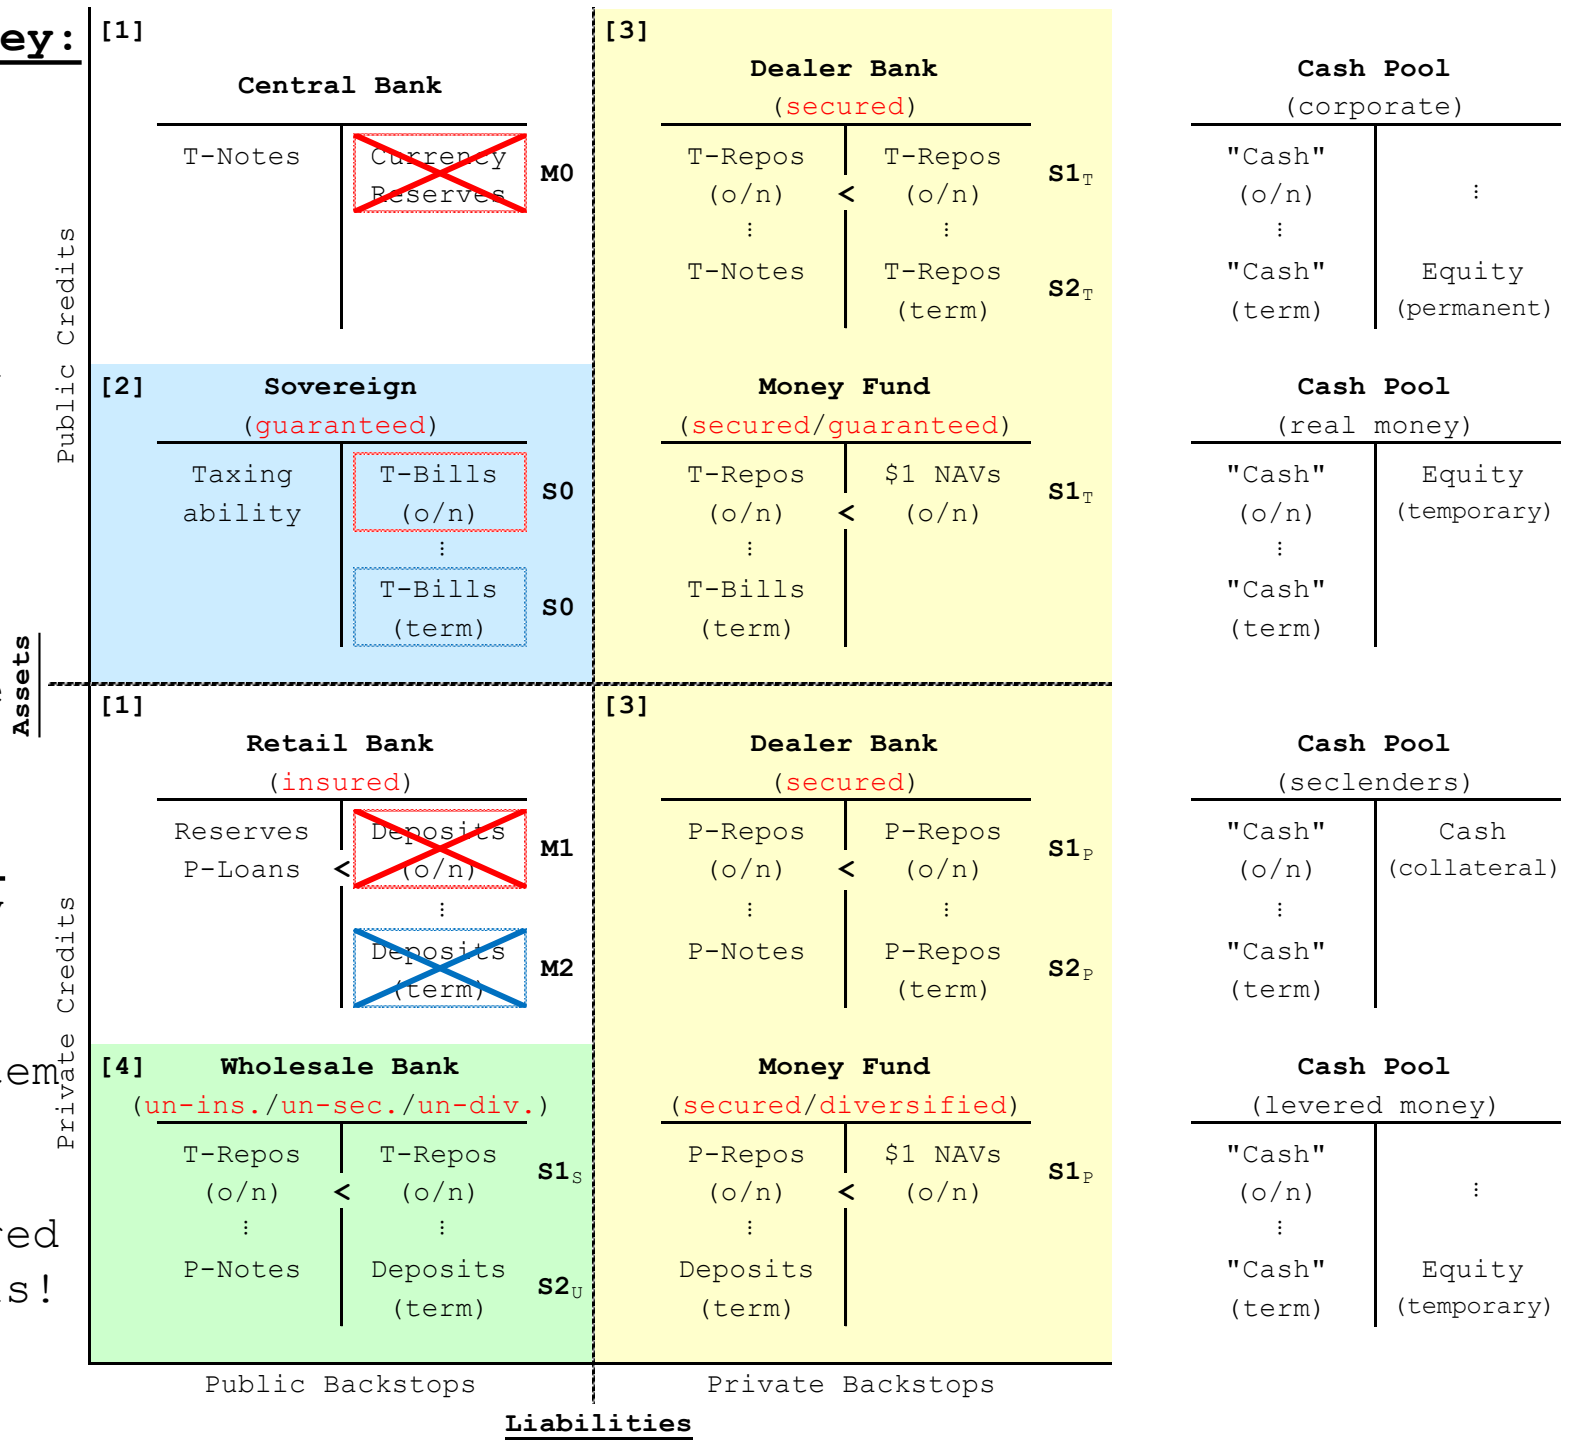 ey:
[1]
Central Bank
T-Notes
Currency
Reserves
M0
[2]
Sovereign
(guaranteed)
Taxing
ability
T-Bills
(o/n)
⋮
T-Bills
(term)
S0
S0
[3]
Dealer Bank
(secured)
T-Repos
(o/n)
⋮
T-Notes
<
T-Repos
(o/n)
⋮
T-Repos
(term)
S1T
S2T
Money Fund
(secured/guaranteed)
T-Repos
(o/n)
⋮
T-Bills
(term)
<
$1 NAVs
(o/n)
S1T
Cash Pool
(corporate)
"Cash"
(o/n)
⋮
"Cash"
(term)
⋮
Equity
(permanent)
Cash Pool
(real money)
"Cash"
(o/n)
⋮
"Cash"
(term)
Equity
(temporary)
Public Credits
Assets
[1]
Retail Bank
(insured)
Reserves
P-Loans
<
Deposits
(o/n)
⋮
Deposits
(term)
M1
M2
[4]
Wholesale Bank
(un-ins./un-sec./un-div.)
T-Repos
(o/n)
⋮
P-Notes
<
T-Repos
(o/n)
⋮
Deposits
(term)
S1S
S2U
[3]
Dealer Bank
(secured)
P-Repos
(o/n)
⋮
P-Notes
<
P-Repos
(o/n)
⋮
P-Repos
(term)
S1P
S2P
Money Fund
(secured/diversified)
P-Repos
(o/n)
⋮
Deposits
(term)
<
$1 NAVs
(o/n)
S1P
Cash Pool
(seclenders)
"Cash"
(o/n)
⋮
"Cash"
(term)
Cash
(collateral)
Cash Pool
(levered money)
"Cash"
(o/n)
⋮
"Cash"
(term)
⋮
Equity
(temporary)
Private Credits
em
ed
s!
Public Backstops
Private Backstops
Liabilities